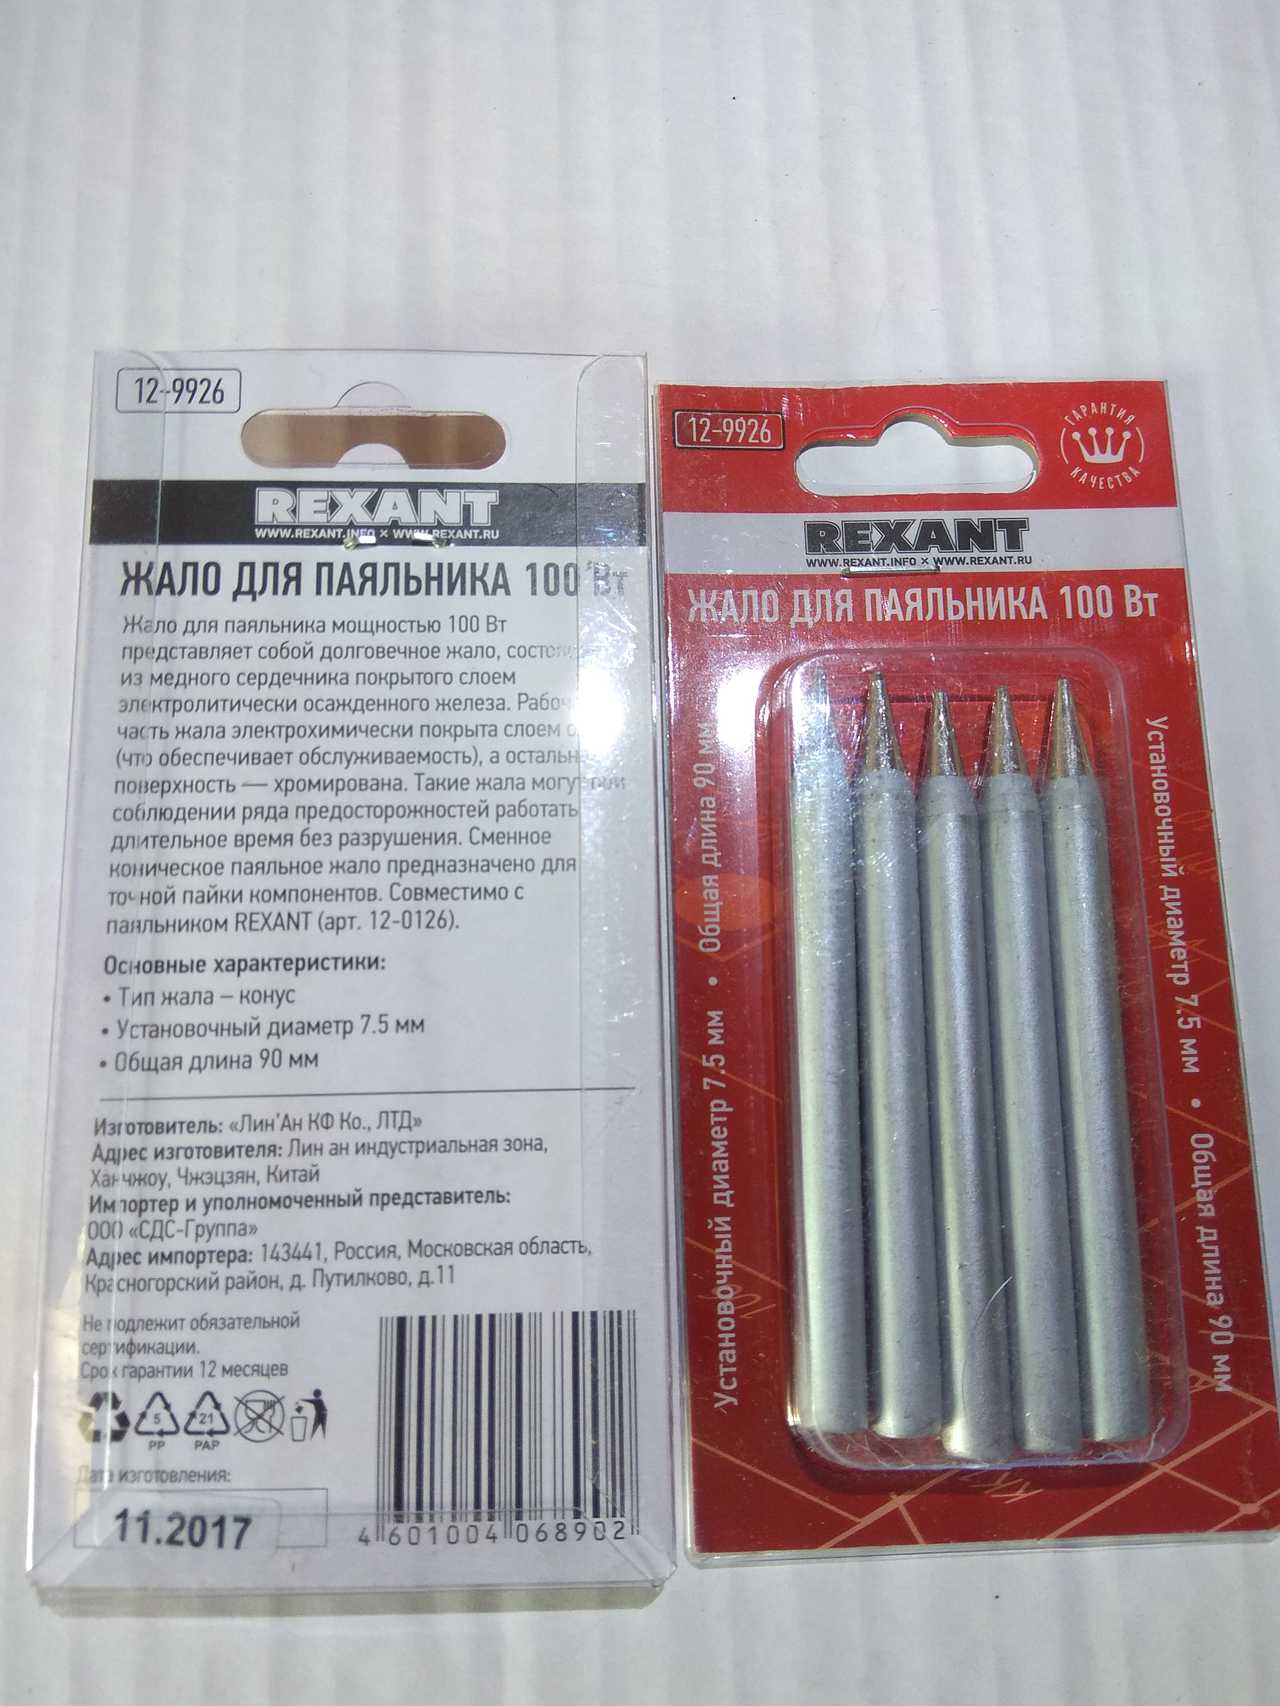 12-9926
REXANT
WWW.REXANT.INFO × WWW.REXANT.RU
ЖАЛО ДЛЯ ПАЯЛЬНИКА 100 Вт
Жало для паяльника мощностью 100 Вт
представляет собой долговечное жало,
из медного сердечника покрытого слоем
электролитически осажденного железа.
часть жала электрохимически покрыта слоем
(что обеспечивает обслуживаемость), а
поверхность — хромирована. Такие жала могут при
соблюдении ряда предосторожностей работать
длительное время без разрушения. Сменное
коническое паяльное жало предназначено для
точной пайки компонентов. Совместимо с
паяльником REXANT (арт. 12-0126).
Основные характеристики:
• Тип жала – конус
• Установочный диаметр 7.5 мм
• Общая длина 90 мм
Изготовитель: «Лин'Ан КФ Ко., ЛТД»
Адрес изготовителя: Лин ан индустриальная зона,
Ханчжоу, Чжэцзян, Китай
Импортер и уполномоченный представитель:
ООО «СДС-Группа»
Адрес импортера: 143441, Россия, Московская область,
Красногорский район, д. Путилково, д.11
Не подлежит обязательной
сертификации.
Срок гарантии 12 месяцев
5
PP
21
PAP
Дата изготовления:
11.2017
4 601004 068902
12-9926
ГАРАНТИЯ
КАЧЕСТВА
REXANT
WWW.REXANT.INFO × WWW.REXANT.RU
ЖАЛО ДЛЯ ПАЯЛЬНИКА 100 Вт
Установочный диаметр 7.5 мм • Общая длина 90 мм
Установочный диаметр 7.5 мм • Общая длина 90 мм